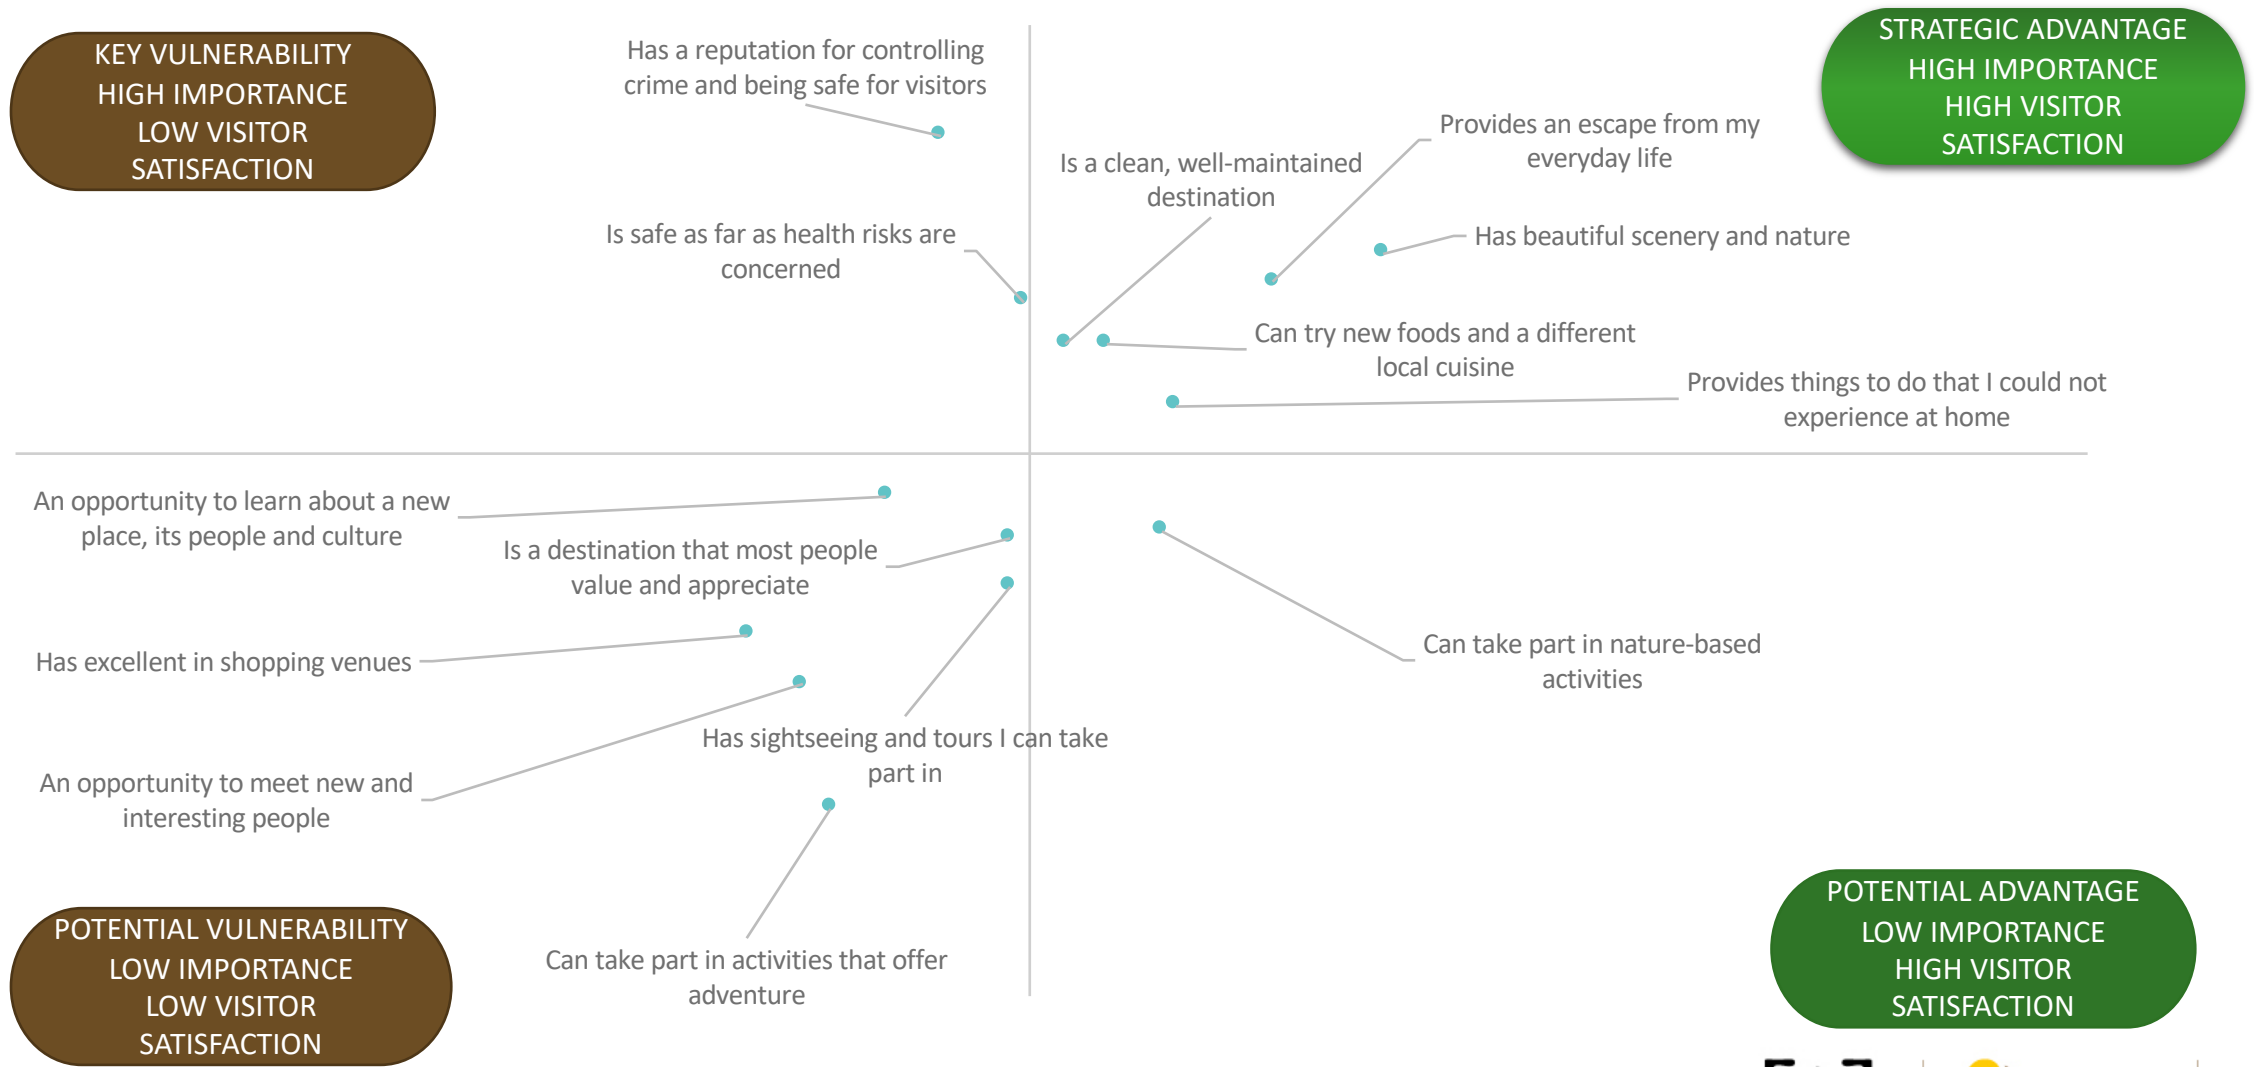 KEY VULNERABILITY
HIGH IMPORTANCE
LOW VISITOR
SATISFACTION
Has a reputation for controlling
crime and being safe for visitors
STRATEGIC ADVANTAGE
HIGH IMPORTANCE
HIGH VISITOR
SATISFACTION
Provides an escape from my
everyday life
Is a clean, well-maintained
destination
Is safe as far as health risks are
concerned
Has beautiful scenery and nature
Can try new foods and a different
local cuisine
Provides things to do that I could not
experience at home
An opportunity to learn about a new
place, its people and culture
Is a destination that most people
value and appreciate
Has excellent in shopping venues
Can take part in nature-based
activities
Has sightseeing and tours I can take
part in
An opportunity to meet new and
interesting people
Can take part in activities that offer
adventure
POTENTIAL VULNERABILITY
LOW IMPORTANCE
LOW VISITOR
SATISFACTION
POTENTIAL ADVANTAGE
LOW IMPORTANCE
HIGH VISITOR
SATISFACTION